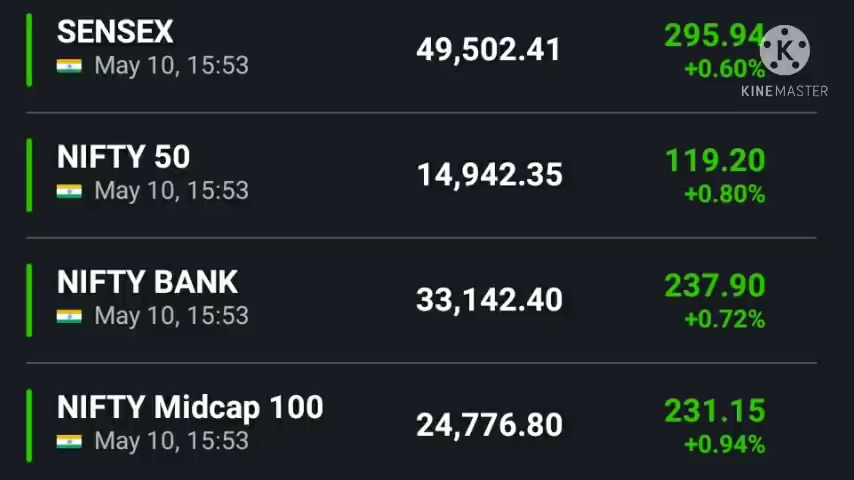 SENSEX
49,502.41
295.94
May 10, 15:53
+0.60%
K
KINEMASTER
NIFTY 50
14,942.35
119.20
May 10, 15:53
+0.80%
NIFTY BANK
33,142.40
237.90
May 10, 15:53
+0.72%
NIFTY Midcap 100
24,776.80
231.15
May 10, 15:53
+0.94%